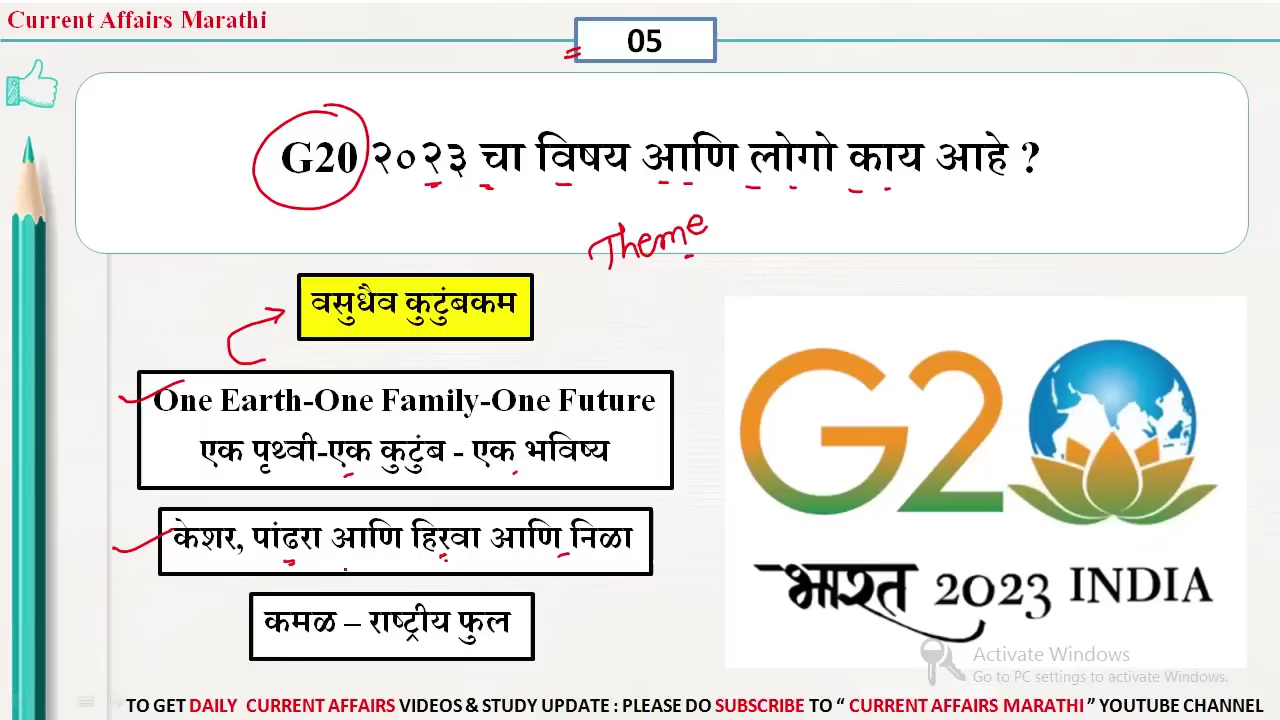 Current Affairs Marathi
05
G20 २०२३ चा विषय आणि लोगो काय आहे ?
Theme
वसुधैव कुटुंबकम
One Earth-One Family-One Future
एक पृथ्वी-एक कुटुंब - एक भविष्य
केशर, पांढरा आणि हिरवा आणि निळा
कमळ – राष्ट्रीय फुल
G20
भारत 2023 INDIA
Activate Windows
Go to PC settings to activate Windows.
TO GET DAILY CURRENT AFFAIRS VIDEOS & STUDY UPDATE : PLEASE DO SUBSCRIBE TO “ CURRENT AFFAIRS MARATHI ” YOUTUBE CHANNEL